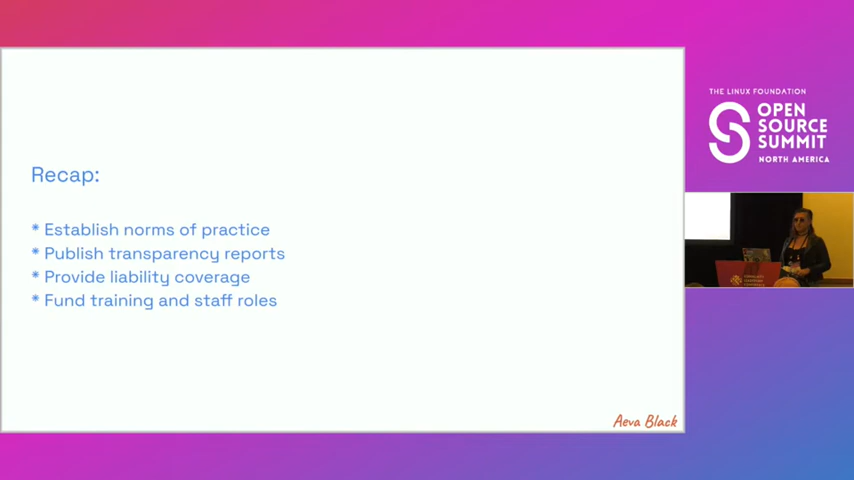 Recap:
* Establish norms of practice
* Publish transparency reports
* Provide liability coverage
* Fund training and staff roles
Aeva Black
THE LINUX FOUNDATION
OPEN
SOURCE
SUMMIT
NORTH AMERICA